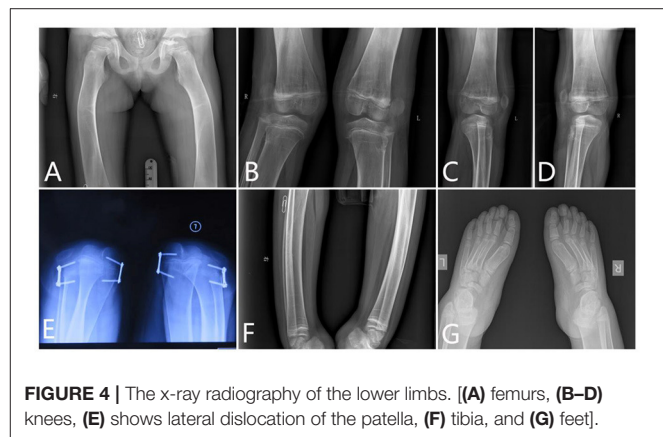 A
B
C
D
R
L
L
E
F
G
L
R
FIGURE 4 | The x-ray radiography of the lower limbs. [(A) femurs, (B–D)
knees, (E) shows lateral dislocation of the patella, (F) tibia, and (G) feet].